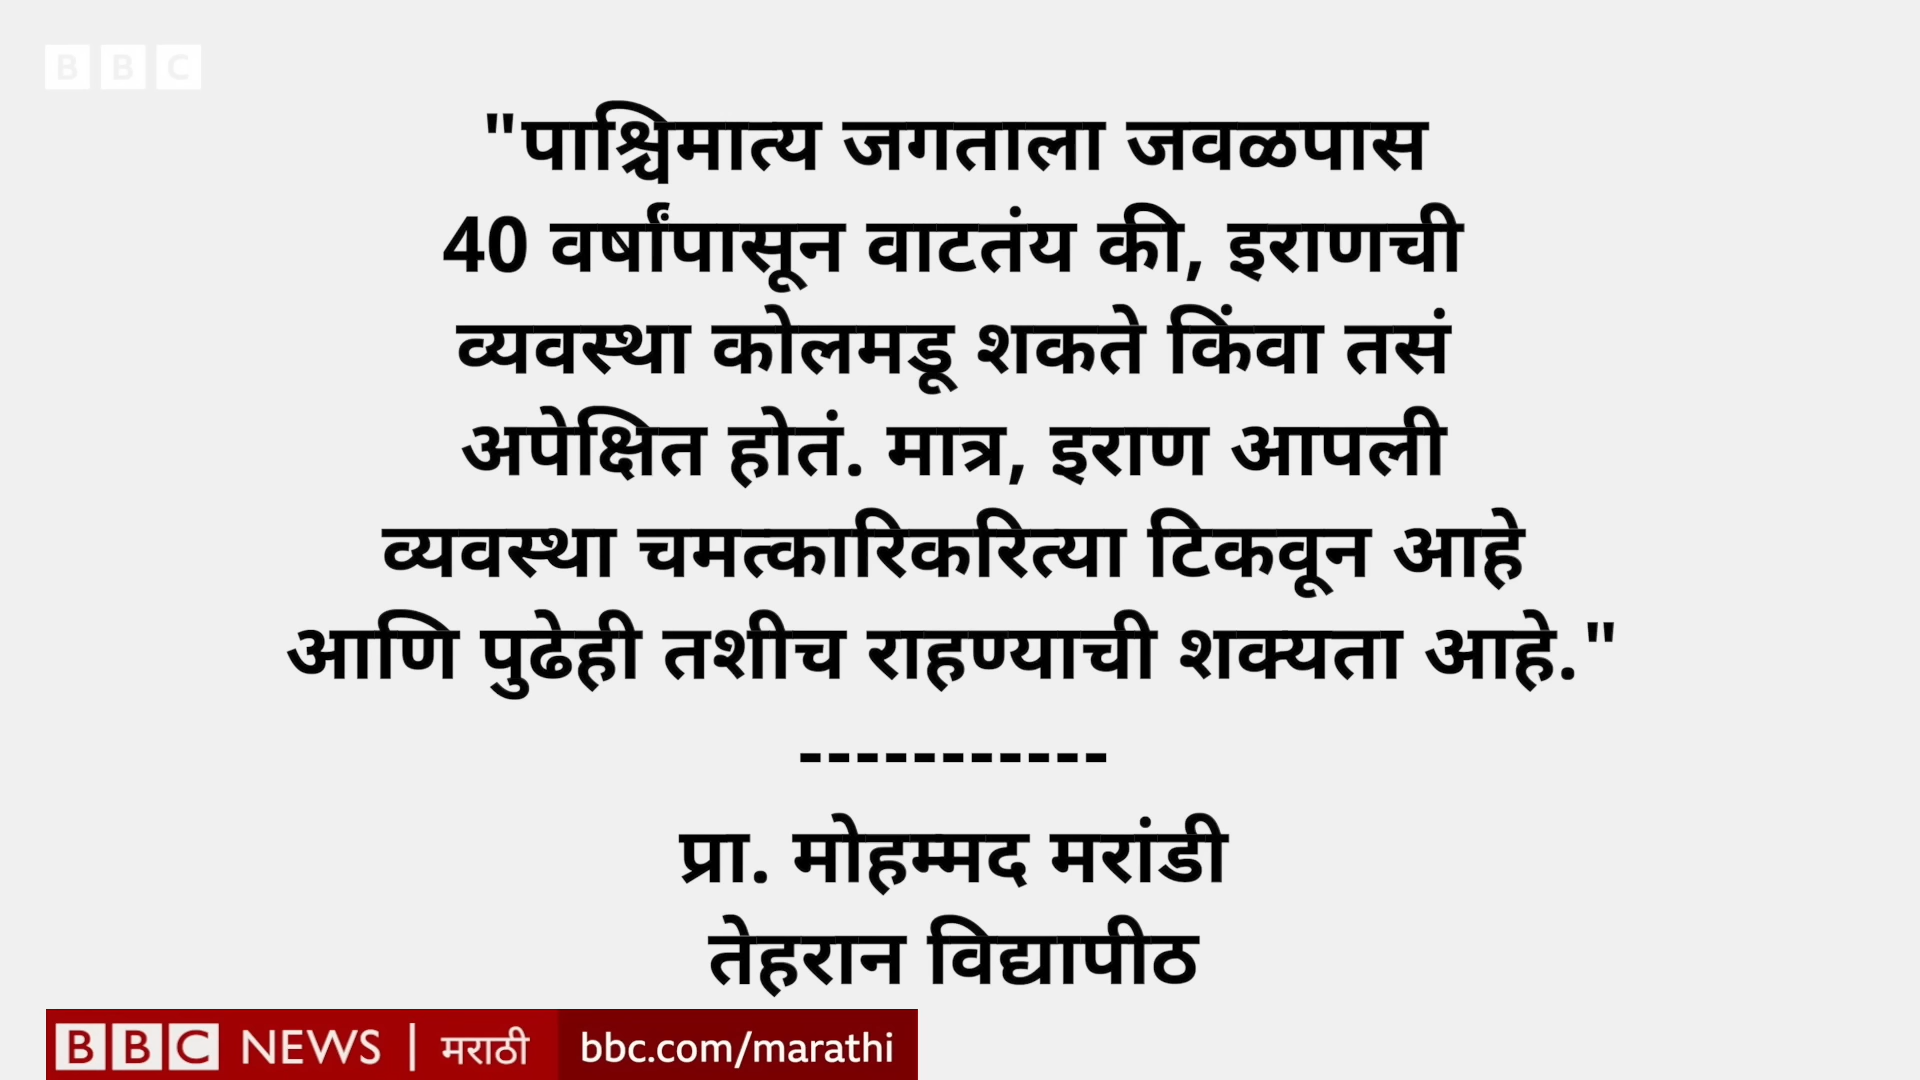 BBC
"पाश्चिमात्य जगताला जवळपास
40 वर्षांपासून वाटतंय की, इराणची
व्यवस्था कोलमडू शकते किंवा तसं
अपेक्षित होतं. मात्र, इराण आपली
व्यवस्था चमत्कारिकरित्या टिकवून आहे
आणि पुढेही तशीच राहण्याची शक्यता आहे."
-----------
प्रा. मोहम्मद मरांडी
तेहरान विद्यापीठ
BBC NEWS | मराठी bbc.com/marathi